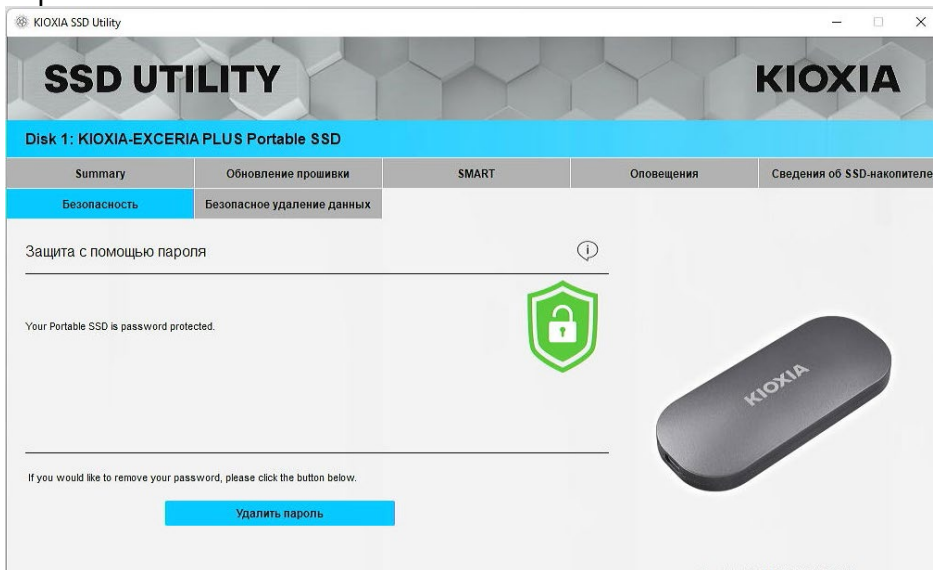 KIOXIA SSD Utility
SSD UTILITY
KIOXIA
Disk 1: KIOXIA-EXCERIA PLUS Portable SSD
Summary
Обновление прошивки
SMART
Оповещения
Сведения об SSD-накопителе
Безопасность
Безопасное удаление данных
Защита с помощью пароля
Your Portable SSD is password protected.
KIOXIA
If you would like to remove your password, please click the button below.
Удалить пароль